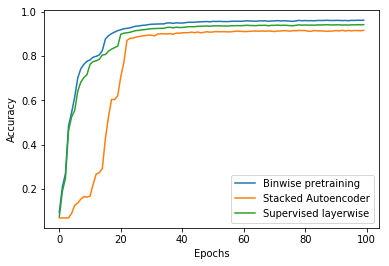 1.0
0.8
0.6
0.4
0.2
Accuracy
0
20
40
60
80
100
Epochs
Binwise pretraining
Stacked Autoencoder
Supervised layerwise